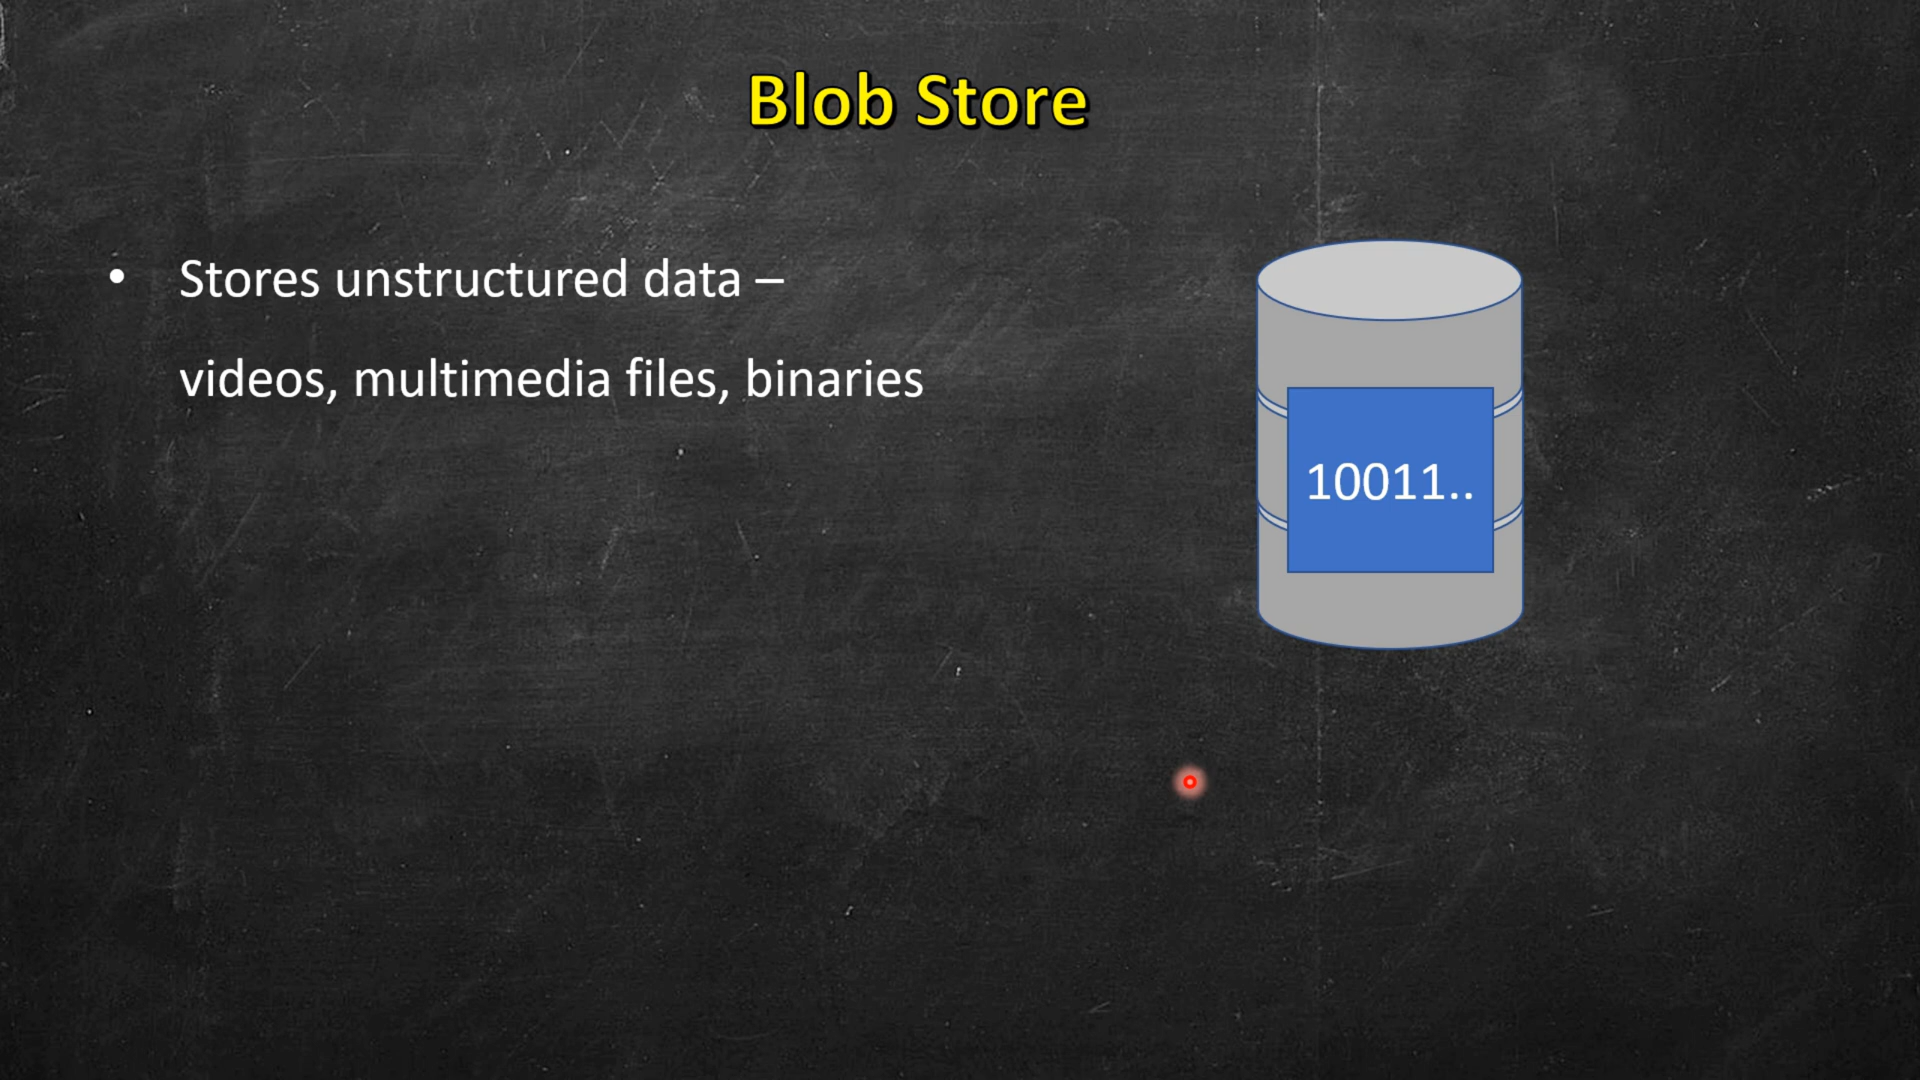 Blob Store
• Stores unstructured data –
videos, multimedia files, binaries
10011..